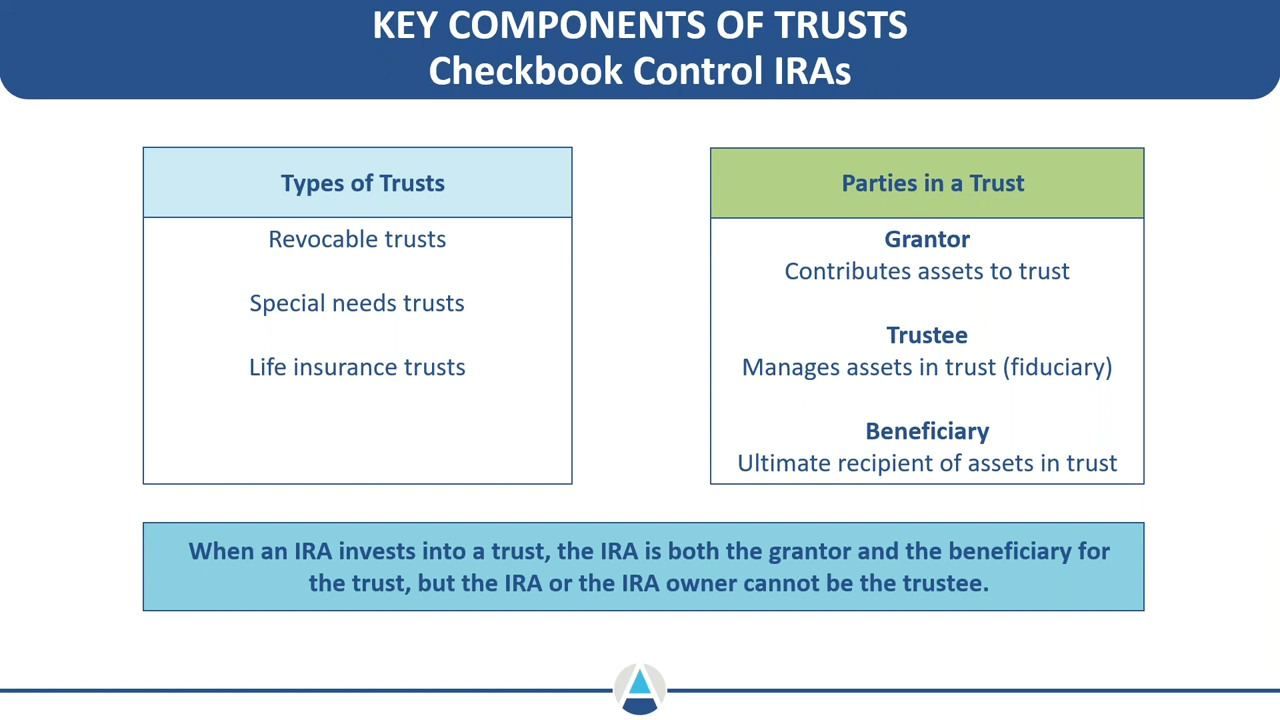 KEY COMPONENTS OF TRUSTS
Checkbook Control IRAs
Types of Trusts
Revocable trusts
Special needs trusts
Life insurance trusts
Parties in a Trust
Grantor
Contributes assets to trust
Trustee
Manages assets in trust (fiduciary)
Beneficiary
Ultimate recipient of assets in trust
When an IRA invests into a trust, the IRA is both the grantor and the beneficiary for
the trust, but the IRA or the IRA owner cannot be the trustee.